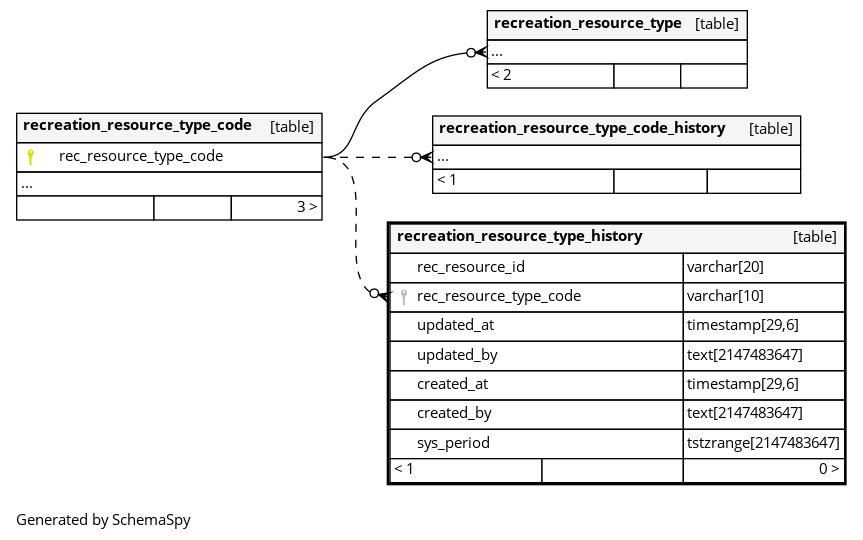 recreation_resource_type [table]
...
< 2
recreation_resource_type_code [table]
rec_resource_type_code
...
3 >
recreation_resource_type_code_history [table]
...
< 1
recreation_resource_type_history [table]
rec_resource_id varchar[20]
rec_resource_type_code varchar[10]
updated_at timestamp[29,6]
updated_by text[2147483647]
created_at timestamp[29,6]
created_by text[2147483647]
sys_period tstzrange[2147483647]
< 1 0 >
Generated by SchemaSpy